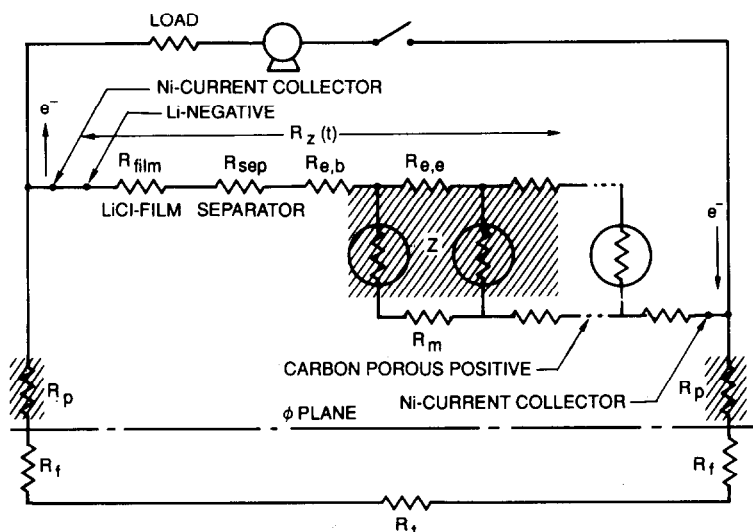 LOAD
Ni-CURRENT COLLECTOR
e⁻
Li-NEGATIVE
R_z (t)
R_film
R_sep
R_e,b
R_e,e
LiCl-FILM SEPARATOR
e⁻
Z
R_m
CARBON POROUS POSITIVE
R_p
Ni-CURRENT COLLECTOR
R_p
ϕ PLANE
R_f
R_f